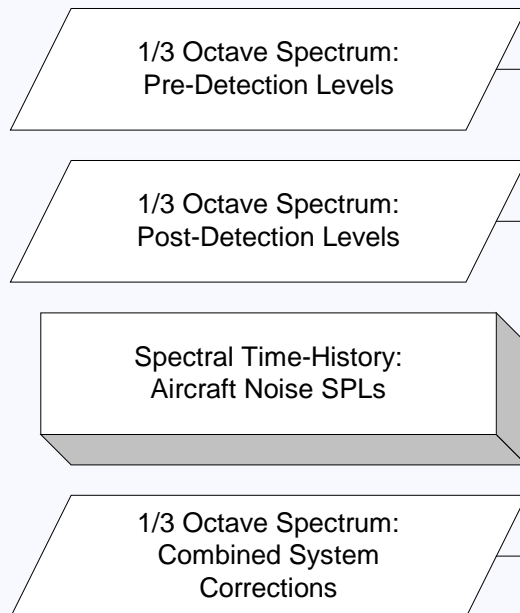 1/3 Octave Spectrum:
Pre-Detection Levels
1/3 Octave Spectrum:
Post-Detection Levels
Spectral Time-History:
Aircraft Noise SPLs
1/3 Octave Spectrum:
Combined System
Corrections